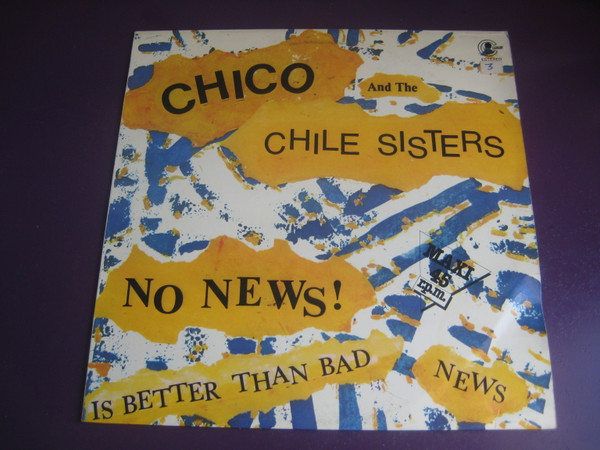 CHICO
And The
CHILE SISTERS
NO NEWS!
MAXI
45
r.p.m.
IS BETTER THAN BAD
NEWS